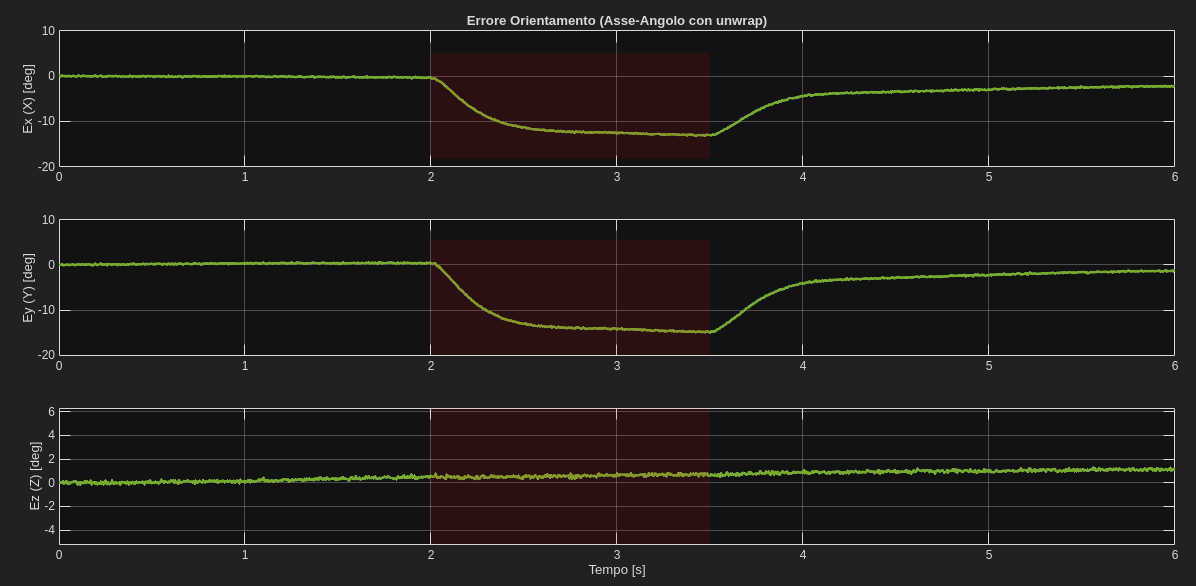 Errore Orientamento (Asse-Angolo con unwrap)
10
0
-10
-20
Ex (X) [deg]
0 1 2 3 4 5 6
10
0
-10
-20
Ey (Y) [deg]
0 1 2 3 4 5 6
6
4
2
0
-2
-4
Ez (Z) [deg]
0 1 2 3 4 5 6
Tempo [s]